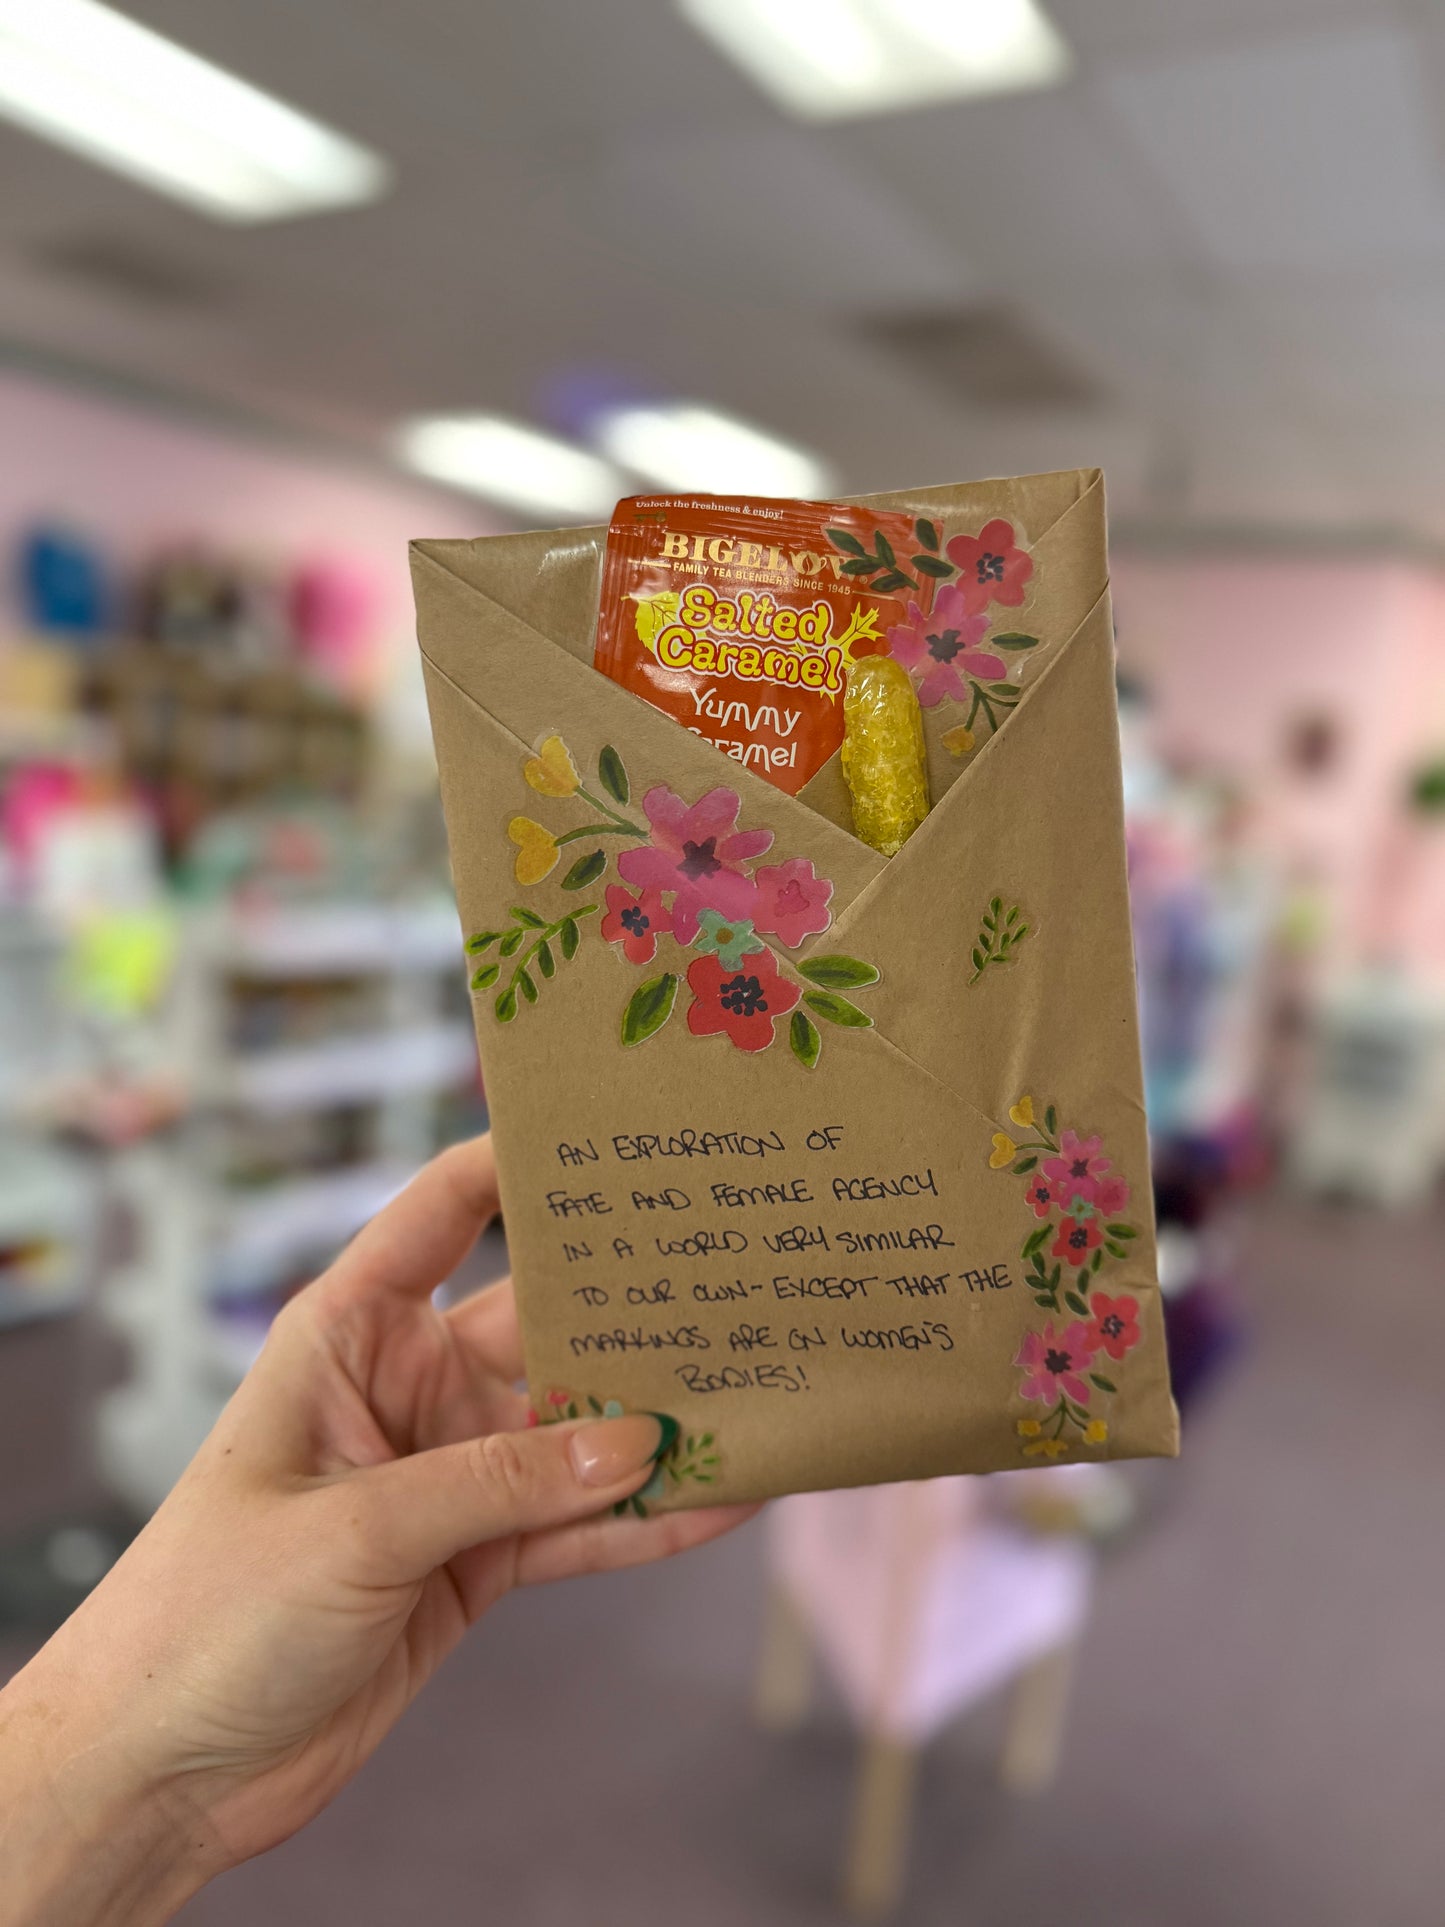 Unlock the freshness & enjoy!
BIGELOW®
FAMILY TEA BLENDERS SINCE 1945
Salted
Caramel
Yummy
Caramel
AN EXPLORATION OF
FATE AND FEMALE AGENCY
IN A WORLD VERY SIMILAR
TO OUR OWN - EXCEPT THAT THE
MARKINGS ARE ON WOMEN'S
BODIES!